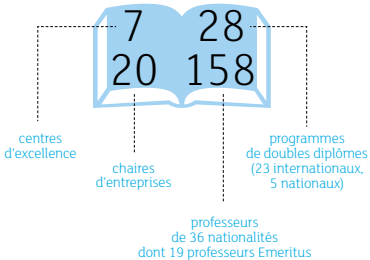 7 28
20 158
centres
d'excellence
chaires
d'entreprises
professeurs
de 36 nationalités
dont 19 professeurs Emeritus
programmes
de doubles diplômes
(23 internationaux,
5 nationaux)